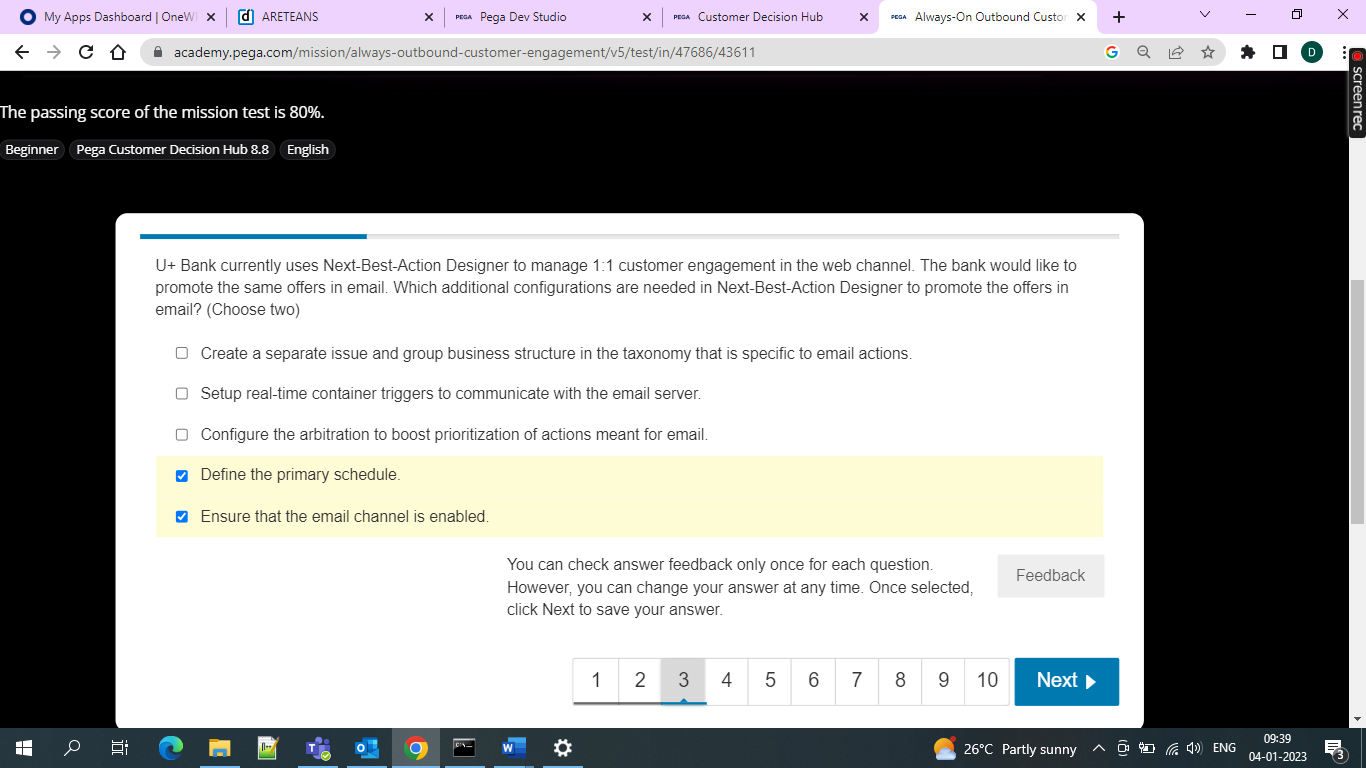 My Apps Dashboard | OneW
ARETEANS
PEGA Pega Dev Studio
PEGA Customer Decision Hub
PEGA Always-On Outbound Custor
academy.pega.com/mission/always-outbound-customer-engagement/v5/test/in/47686/43611
D
screenrec
The passing score of the mission test is 80%.
Beginner Pega Customer Decision Hub 8.8 English
U+ Bank currently uses Next-Best-Action Designer to manage 1:1 customer engagement in the web channel. The bank would like to
promote the same offers in email. Which additional configurations are needed in Next-Best-Action Designer to promote the offers in
email? (Choose two)
Create a separate issue and group business structure in the taxonomy that is specific to email actions.
Setup real-time container triggers to communicate with the email server.
Configure the arbitration to boost prioritization of actions meant for email.
Define the primary schedule.
Ensure that the email channel is enabled.
You can check answer feedback only once for each question.
However, you can change your answer at any time. Once selected,
click Next to save your answer.
Feedback
1 2 3 4 5 6 7 8 9 10 Next
26°C Partly sunny
ENG
09:39
04-01-2023
3